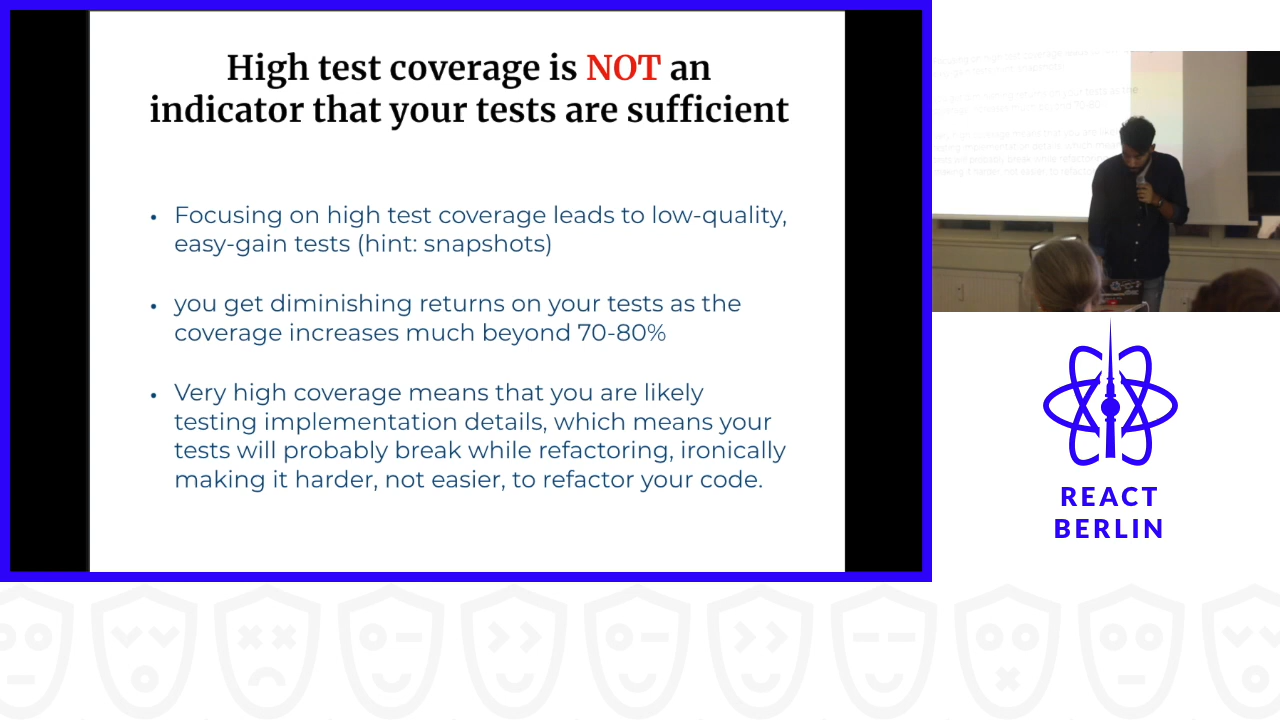 High test coverage is NOT an
indicator that your tests are sufficient
• Focusing on high test coverage leads to low-quality,
easy-gain tests (hint: snapshots)
• you get diminishing returns on your tests as the
coverage increases much beyond 70-80%
• Very high coverage means that you are likely
testing implementation details, which means your
tests will probably break while refactoring, ironically
making it harder, not easier, to refactor your code.
REACT
BERLIN